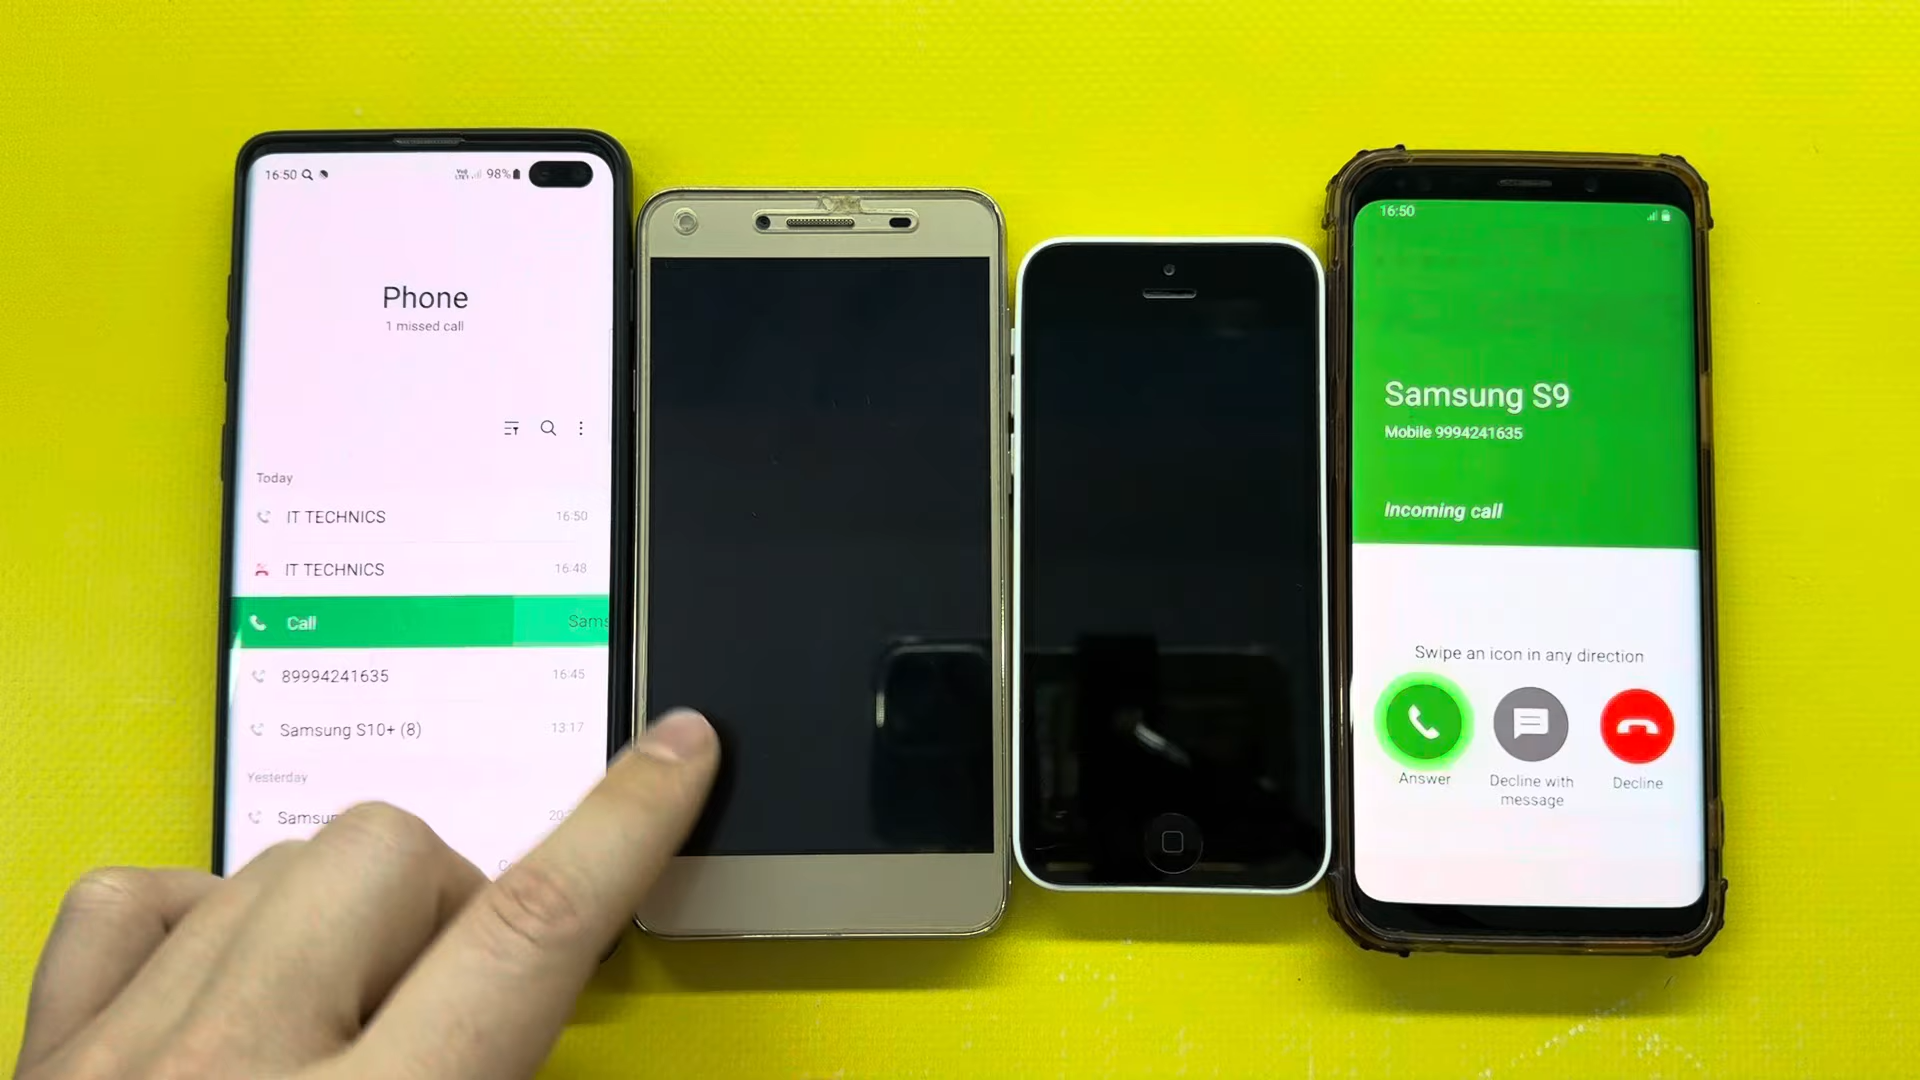 16:50
98%
Phone
1 missed call
Today
IT TECHNICS 16:50
IT TECHNICS 16:48
Call Sams
89994241635 16:45
Samsung S10+ (8) 13:17
Yesterday
Samsu
16:50
Samsung S9
Mobile 9994241635
Incoming call
Swipe an icon in any direction
Answer
Decline with
message
Decline